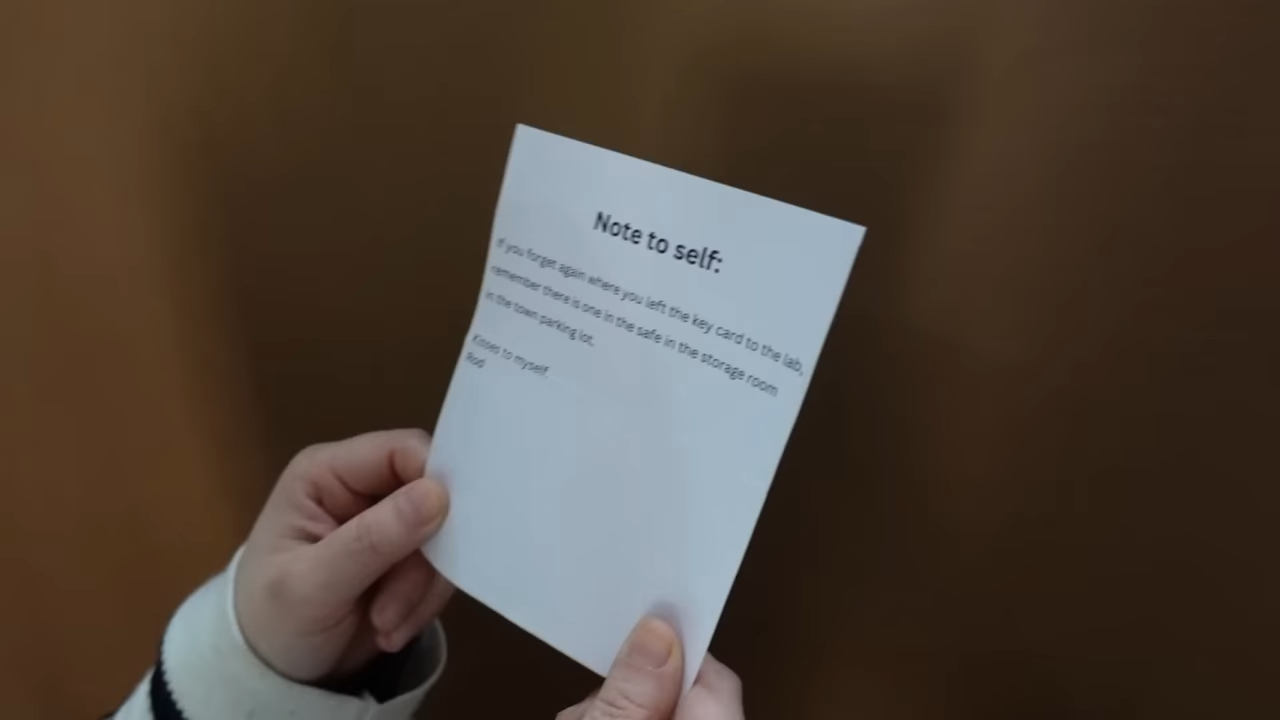 Note to self:
If you forget again where you left the key card to the lab,
remember there is one in the safe in the storage room
in the town parking lot.
Kisses to myself.
Rod